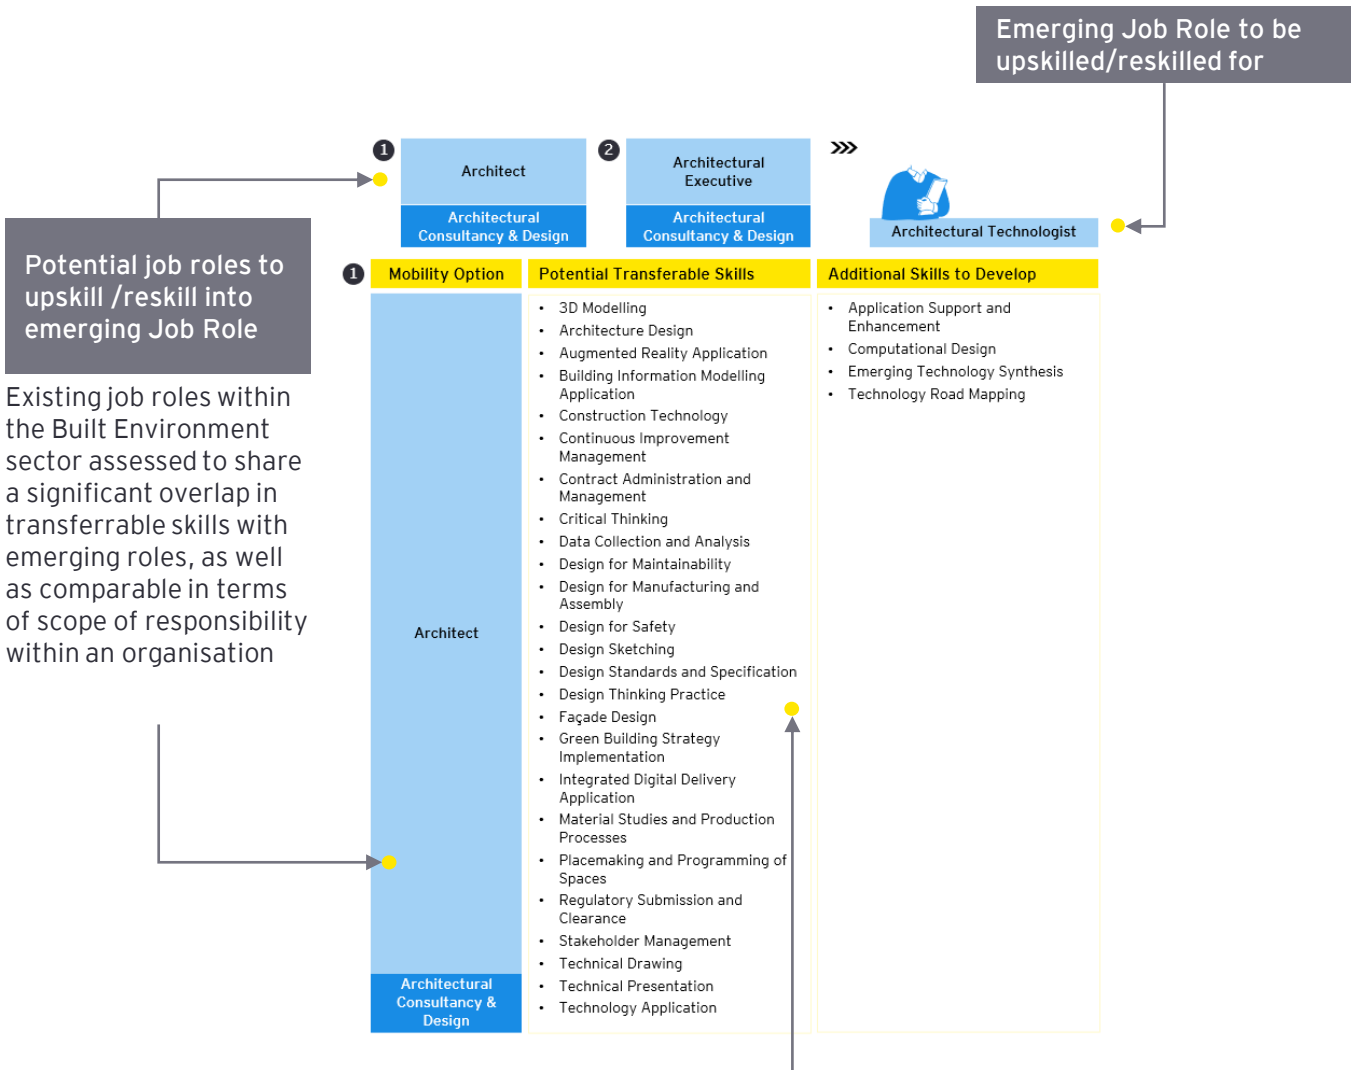 Emerging Job Role to be
upskilled/reskilled for
1
Architect
Architectural
Consultancy & Design
2
Architectural
Executive
Architectural
Consultancy & Design
Architectural Technologist
Potential job roles to
upskill /reskill into
emerging Job Role
Existing job roles within
the Built Environment
sector assessed to share
a significant overlap in
transferrable skills with
emerging roles, as well
as comparable in terms
of scope of responsibility
within an organisation
1
Mobility Option
Potential Transferable Skills
Additional Skills to Develop
Architect
Architectural
Consultancy &
Design
• 3D Modelling
• Architecture Design
• Augmented Reality Application
• Building Information Modelling
Application
• Construction Technology
• Continuous Improvement
Management
• Contract Administration and
Management
• Critical Thinking
• Data Collection and Analysis
• Design for Maintainability
• Design for Manufacturing and
Assembly
• Design for Safety
• Design Sketching
• Design Standards and Specification
• Design Thinking Practice
• Façade Design
• Green Building Strategy
Implementation
• Integrated Digital Delivery
Application
• Material Studies and Production
Processes
• Placemaking and Programming of
Spaces
• Regulatory Submission and
Clearance
• Stakeholder Management
• Technical Drawing
• Technical Presentation
• Technology Application
• Application Support and
Enhancement
• Computational Design
• Emerging Technology Synthesis
• Technology Road Mapping